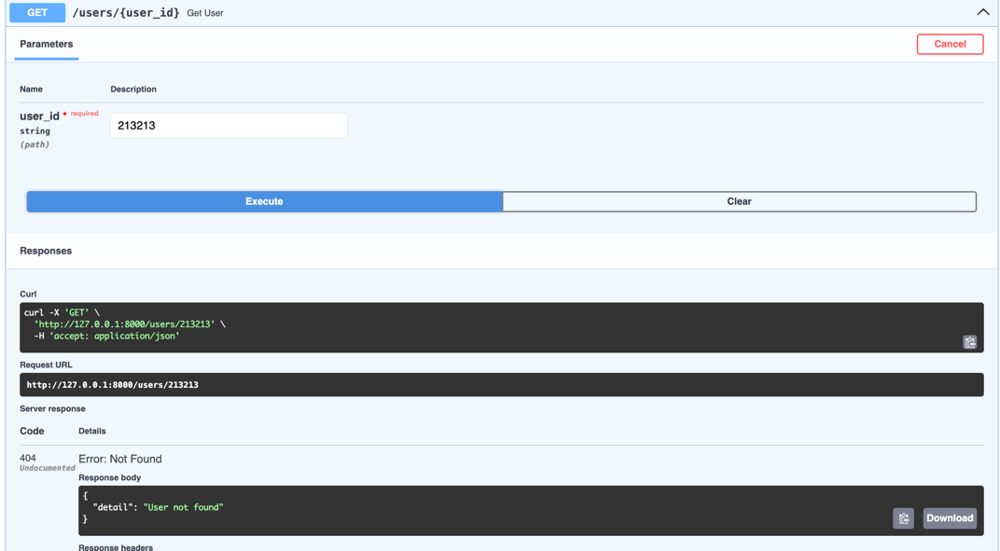 GET /users/{user_id} Get User
Parameters
Cancel
Name Description
user_id * required
string
(path)
213213
Execute Clear
Responses
Curl
curl -X 'GET' \
'http://127.0.0.1:8000/users/213213' \
-H 'accept: application/json'
Request URL
http://127.0.0.1:8000/users/213213
Server response
Code Details
404
Undocumented
Error: Not Found
Response body
{
"detail": "User not found"
}
Download
Response headers